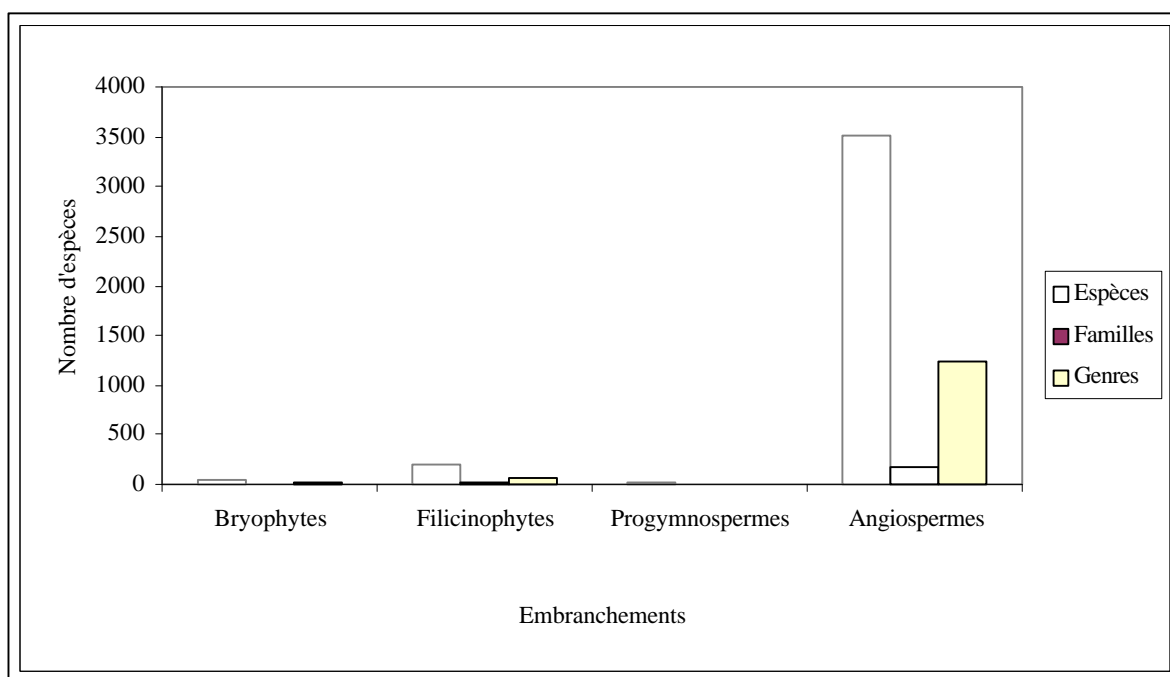 4000
3500
3000
2500
2000
1500
1000
500
0
Nombre d'espèces
Bryophytes Filicinophytes Progymnospermes Angiospermes
Embranchements
Espèces
Familles
Genres